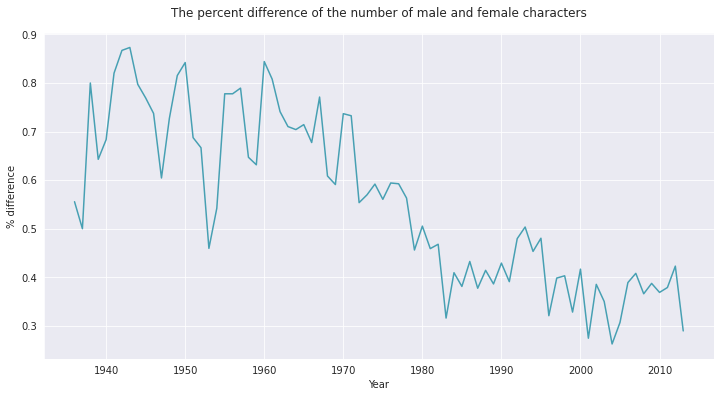 The percent difference of the number of male and female characters
0.9
0.8
0.7
0.6
0.5
0.4
0.3
% difference
1940 1950 1960 1970 1980 1990 2000 2010
Year